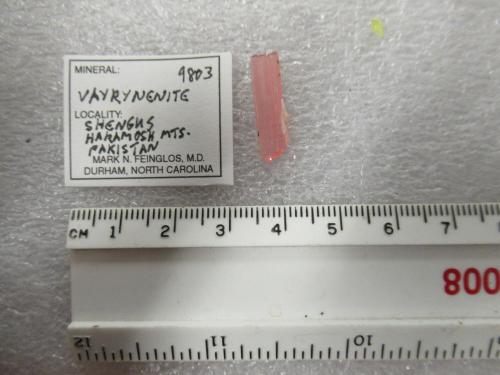 MINERAL: 9803
VAYRYNENITE
LOCALITY:
SHENGUS
HARAMOSH MTS.
PAKISTAN
MARK N. FEINGLOS, M.D.
DURHAM, NORTH CAROLINA
CM 1 2 3 4 5 6 7
008
12 11 10